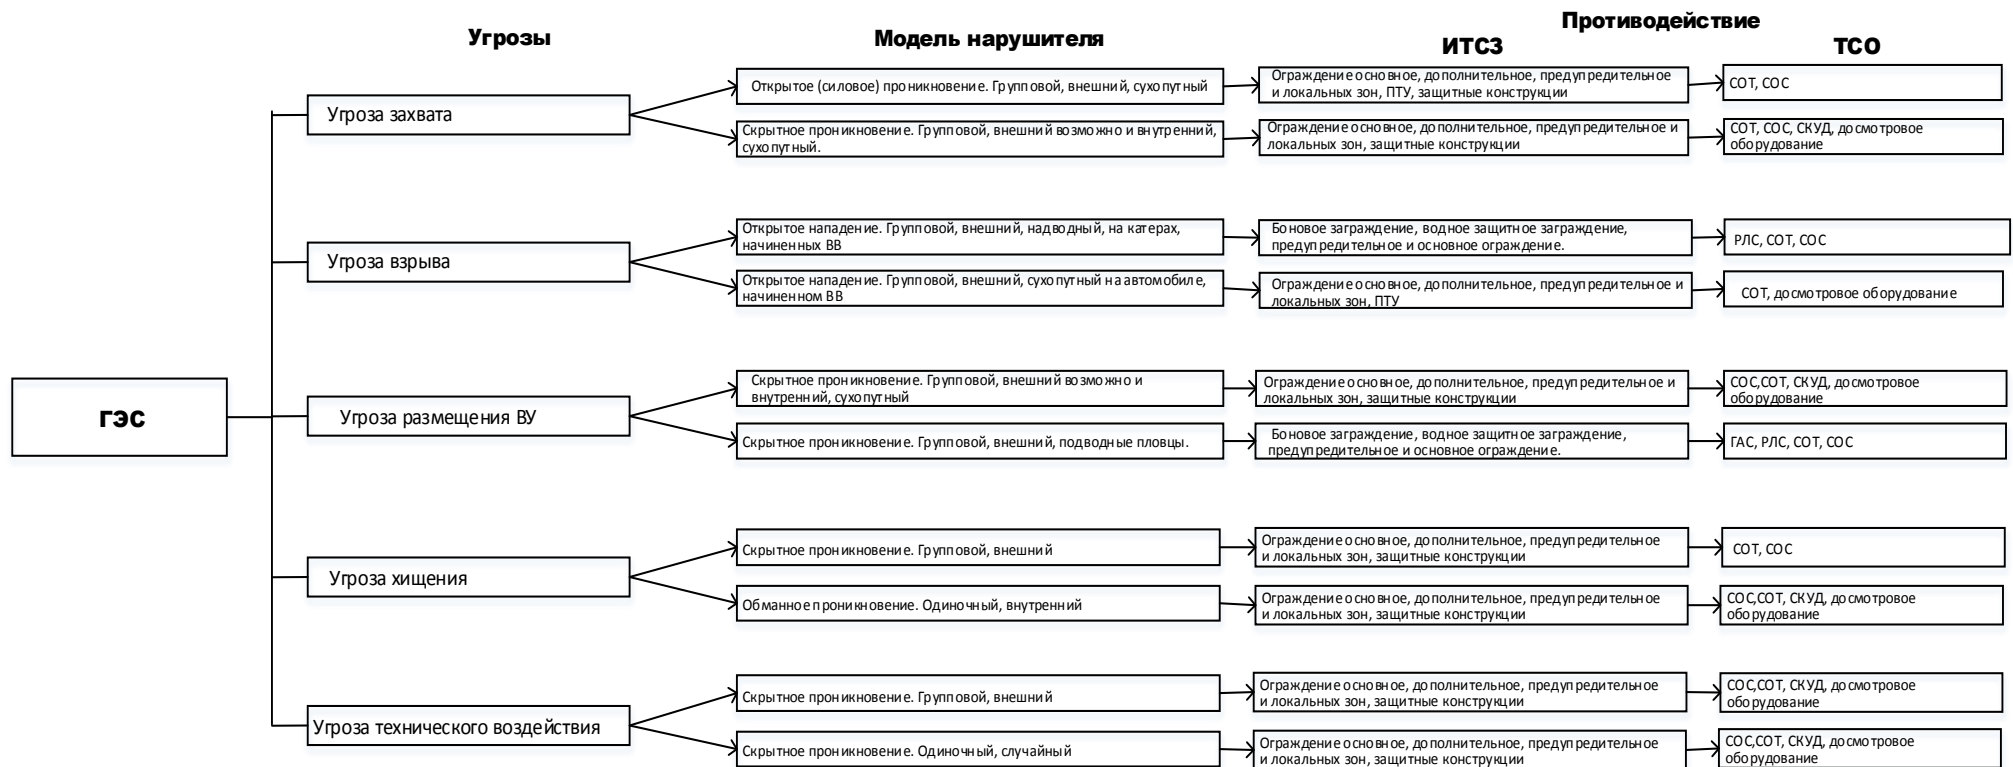 Противодействие
Угрозы
Модель нарушителя
ИТСЗ
ТСО
ГЭС
Угроза захвата
Открытое (силовое) проникновение. Групповой, внешний, сухопутный
Ограждение основное, дополнительное, предупредительное
и локальных зон, ПТУ, защитные конструкции
СОТ, СОС
Скрытное проникновение. Групповой, внешний возможно и внутренний,
сухопутный.
Ограждение основное, дополнительное, предупредительное и
локальных зон, защитные конструкции
СОТ, СОС, СКУД, досмотровое
оборудование
Угроза взрыва
Открытое нападение. Групповой, внешний, надводный, на катерах,
начиненных ВВ
Боновое заграждение, водное защитное заграждение,
предупредительное и основное ограждение.
РЛС, СОТ, СОС
Открытое нападение. Групповой, внешний, сухопутный на автомобиле,
начиненном ВВ
Ограждение основное, дополнительное, предупредительное и
локальных зон, ПТУ
СОТ, досмотровое оборудование
Угроза размещения ВУ
Скрытное проникновение. Групповой, внешний возможно и
внутренний, сухопутный
Ограждение основное, дополнительное, предупредительное и
локальных зон, защитные конструкции
СОС,СОТ, СКУД, досмотровое
оборудование
Скрытное проникновение. Групповой, внешний, подводные пловцы.
Боновое заграждение, водное защитное заграждение,
предупредительное и основное ограждение.
ГАС, РЛС, СОТ, СОС
Угроза хищения
Скрытное проникновение. Групповой, внешний
Ограждение основное, дополнительное, предупредительное
и локальных зон, защитные конструкции
СОТ, СОС
Обманное проникновение. Одиночный, внутренний
Ограждение основное, дополнительное, предупредительное
и локальных зон, защитные конструкции
СОС,СОТ, СКУД, досмотровое
оборудование
Угроза технического воздействия
Скрытное проникновение. Групповой, внешний
Ограждение основное, дополнительное, предупредительное
и локальных зон, защитные конструкции
СОС,СОТ, СКУД, досмотровое
оборудование
Скрытное проникновение. Одиночный, случайный
Ограждение основное, дополнительное, предупредительное
и локальных зон, защитные конструкции
СОС,СОТ, СКУД, досмотровое
оборудование